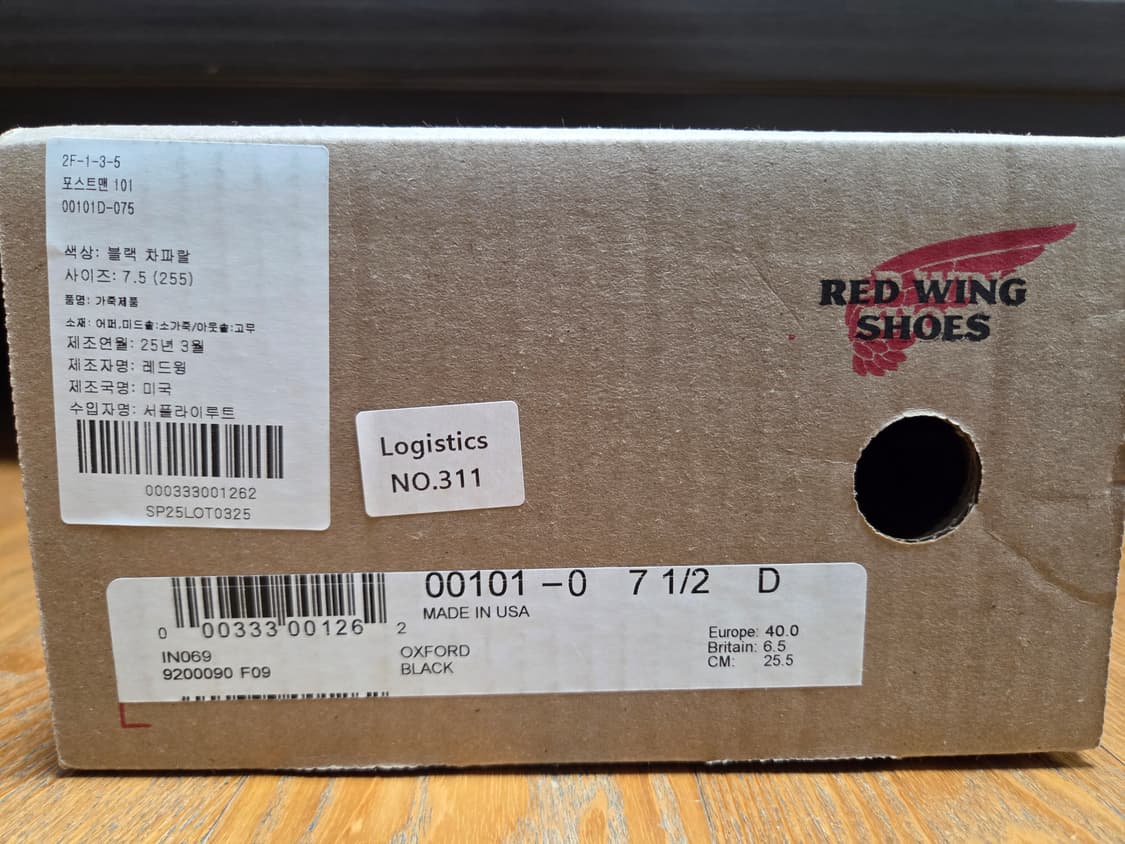 2F-1-3-5
포스트맨 101
00101D-075
색상: 블랙 차파랄
사이즈: 7.5 (255)
품명: 가죽제품
소재: 어퍼,미드솔:소가죽/아웃솔:고무
제조연월: 25년 3월
제조자명: 레드윙
제조국명: 미국
수입자명: 서플라이루트
000333001262
SP25LOT0325
Logistics
NO.311
RED WING
SHOES
00101 -0 7 1/2 D
MADE IN USA
0 00333 00126 2
IN069
9200090 F09
OXFORD
BLACK
Europe: 40.0
Britain: 6.5
CM: 25.5